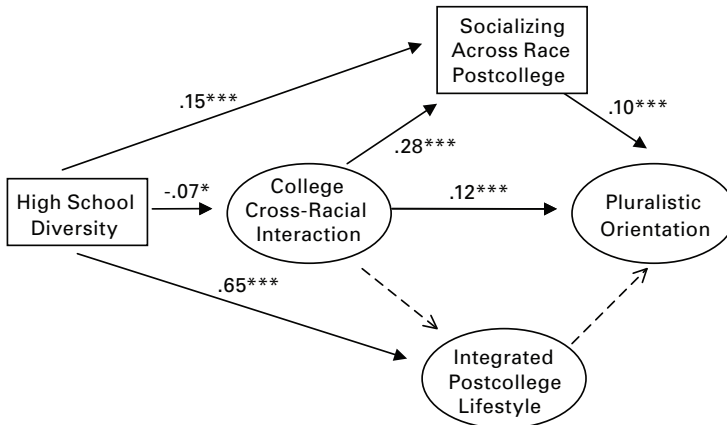 Socializing
Across Race
Postcollege
.15***
.10***
.28***
High School
Diversity
-.07*
College
Cross-Racial
Interaction
.12***
Pluralistic
Orientation
.65***
Integrated
Postcollege
Lifestyle